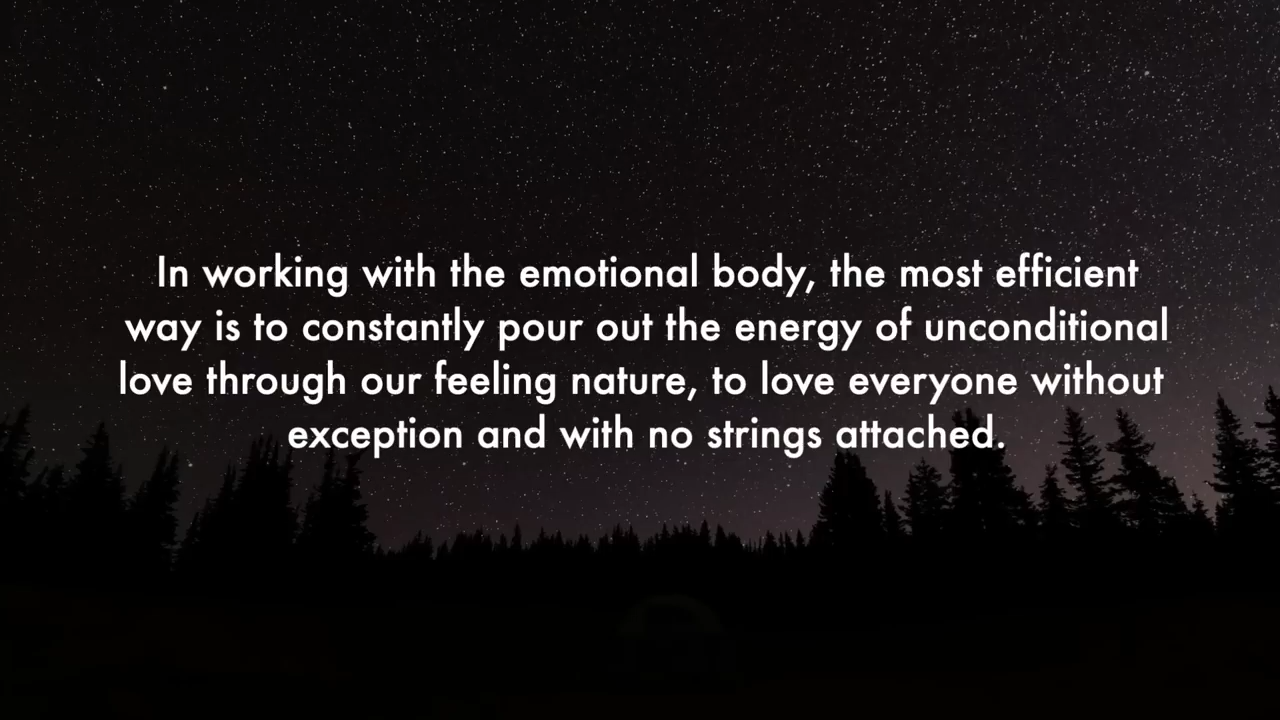 In working with the emotional body, the most efficient
way is to constantly pour out the energy of unconditional
love through our feeling nature, to love everyone without
exception and with no strings attached.